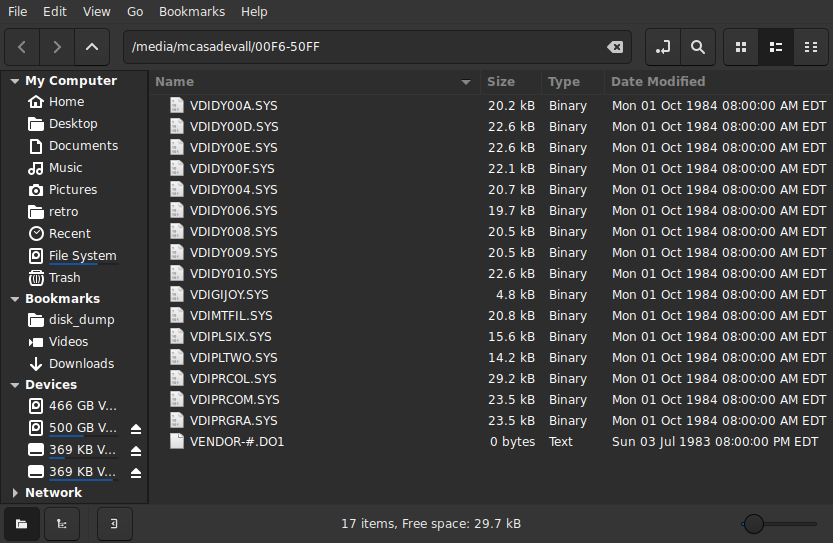 File Edit View Go Bookmarks Help
/media/mcasadevall/00F6-50FF
My Computer
Home
Desktop
Documents
Music
Pictures
retro
Recent
File System
Trash
Bookmarks
disk_dump
Videos
Downloads
Devices
466 GB V...
500 GB V...
369 KB V...
369 KB V...
Network
Name Size Type Date Modified
VDIDY00A.SYS 20.2 kB Binary Mon 01 Oct 1984 08:00:00 AM EDT
VDIDY00D.SYS 22.6 kB Binary Mon 01 Oct 1984 08:00:00 AM EDT
VDIDY00E.SYS 22.6 kB Binary Mon 01 Oct 1984 08:00:00 AM EDT
VDIDY00F.SYS 22.1 kB Binary Mon 01 Oct 1984 08:00:00 AM EDT
VDIDY004.SYS 20.7 kB Binary Mon 01 Oct 1984 08:00:00 AM EDT
VDIDY006.SYS 19.7 kB Binary Mon 01 Oct 1984 08:00:00 AM EDT
VDIDY008.SYS 20.5 kB Binary Mon 01 Oct 1984 08:00:00 AM EDT
VDIDY009.SYS 20.5 kB Binary Mon 01 Oct 1984 08:00:00 AM EDT
VDIDY010.SYS 22.6 kB Binary Mon 01 Oct 1984 08:00:00 AM EDT
VDIGIJOY.SYS 4.8 kB Binary Mon 01 Oct 1984 08:00:00 AM EDT
VDIMTFIL.SYS 20.8 kB Binary Mon 01 Oct 1984 08:00:00 AM EDT
VDIPLSIX.SYS 15.6 kB Binary Mon 01 Oct 1984 08:00:00 AM EDT
VDIPLTWO.SYS 14.2 kB Binary Mon 01 Oct 1984 08:00:00 AM EDT
VDIPRCOL.SYS 29.2 kB Binary Mon 01 Oct 1984 08:00:00 AM EDT
VDIPRCOM.SYS 23.5 kB Binary Mon 01 Oct 1984 08:00:00 AM EDT
VDIPRGRA.SYS 23.5 kB Binary Mon 01 Oct 1984 08:00:00 AM EDT
VENDOR-#.DO1 0 bytes Text Sun 03 Jul 1983 08:00:00 PM EDT
17 items, Free space: 29.7 kB